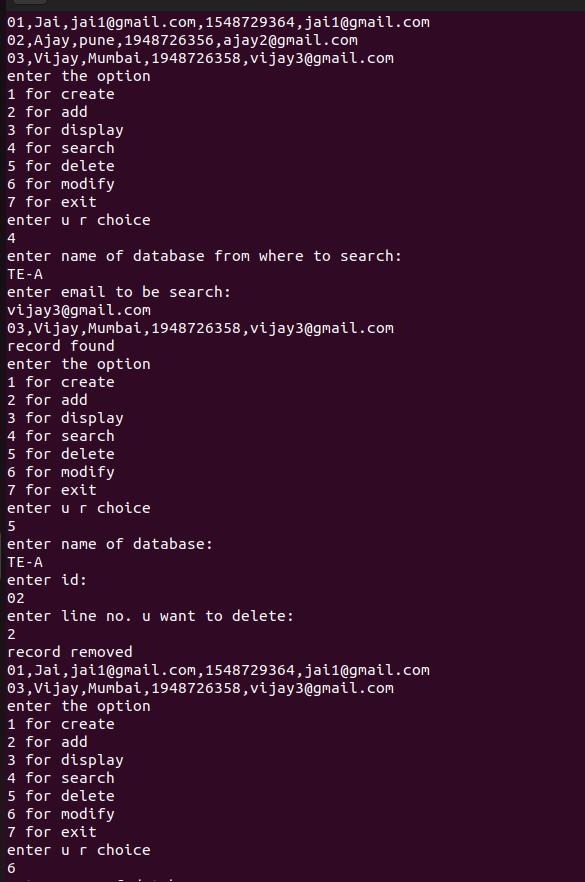 01,Jai,jai1@gmail.com,1548729364,jai1@gmail.com
02,Ajay,pune,1948726356,ajay2@gmail.com
03,Vijay,Mumbai,1948726358,vijay3@gmail.com
enter the option
1 for create
2 for add
3 for display
4 for search
5 for delete
6 for modify
7 for exit
enter u r choice
4
enter name of database from where to search:
TE-A
enter email to be search:
vijay3@gmail.com
03,Vijay,Mumbai,1948726358,vijay3@gmail.com
record found
enter the option
1 for create
2 for add
3 for display
4 for search
5 for delete
6 for modify
7 for exit
enter u r choice
5
enter name of database:
TE-A
enter id:
02
enter line no. u want to delete:
2
record removed
01,Jai,jai1@gmail.com,1548729364,jai1@gmail.com
03,Vijay,Mumbai,1948726358,vijay3@gmail.com
enter the option
1 for create
2 for add
3 for display
4 for search
5 for delete
6 for modify
7 for exit
enter u r choice
6